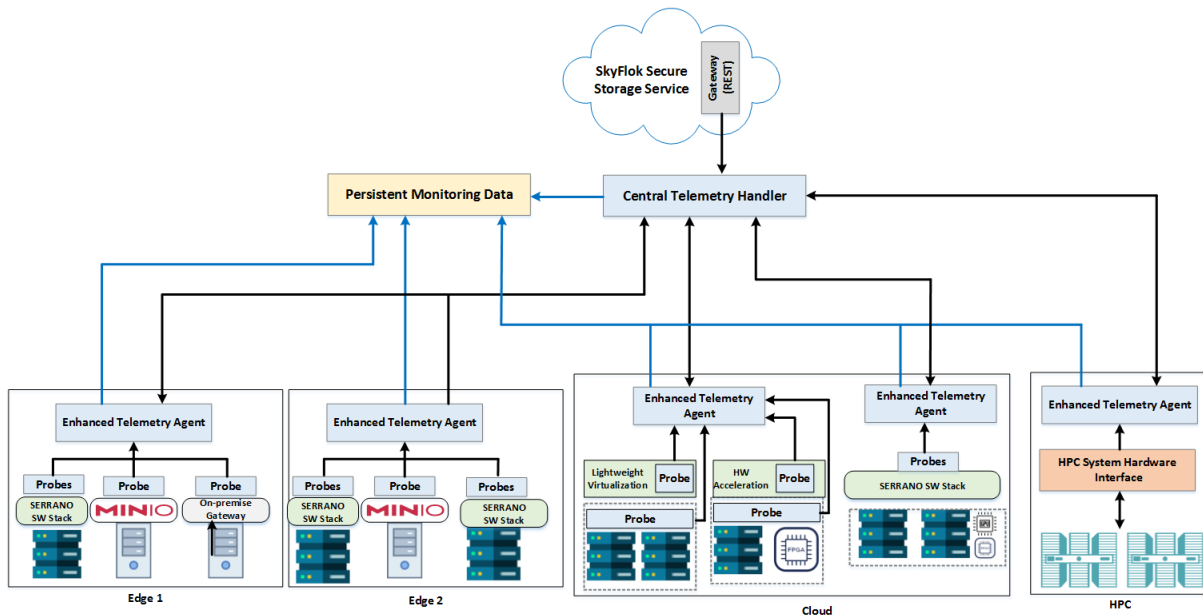 SkyFlok Secure
Storage Service
Gateway
(REST)
Persistent Monitoring Data
Central Telemetry Handler
Enhanced Telemetry Agent
Probes
Probe
Probe
SERRANO
SW Stack
MINIO
On-premise
Gateway
Edge 1
Enhanced Telemetry Agent
Probes
Probe
Probes
SERRANO
SW Stack
MINIO
SERRANO
SW Stack
Edge 2
Enhanced Telemetry
Agent
Lightweight
Virtualization
Probe
HW
Acceleration
Probe
Probe
Probe
FPGA
Enhanced Telemetry
Agent
Probes
SERRANO SW Stack
Cloud
Enhanced Telemetry Agent
HPC System Hardware
Interface
HPC